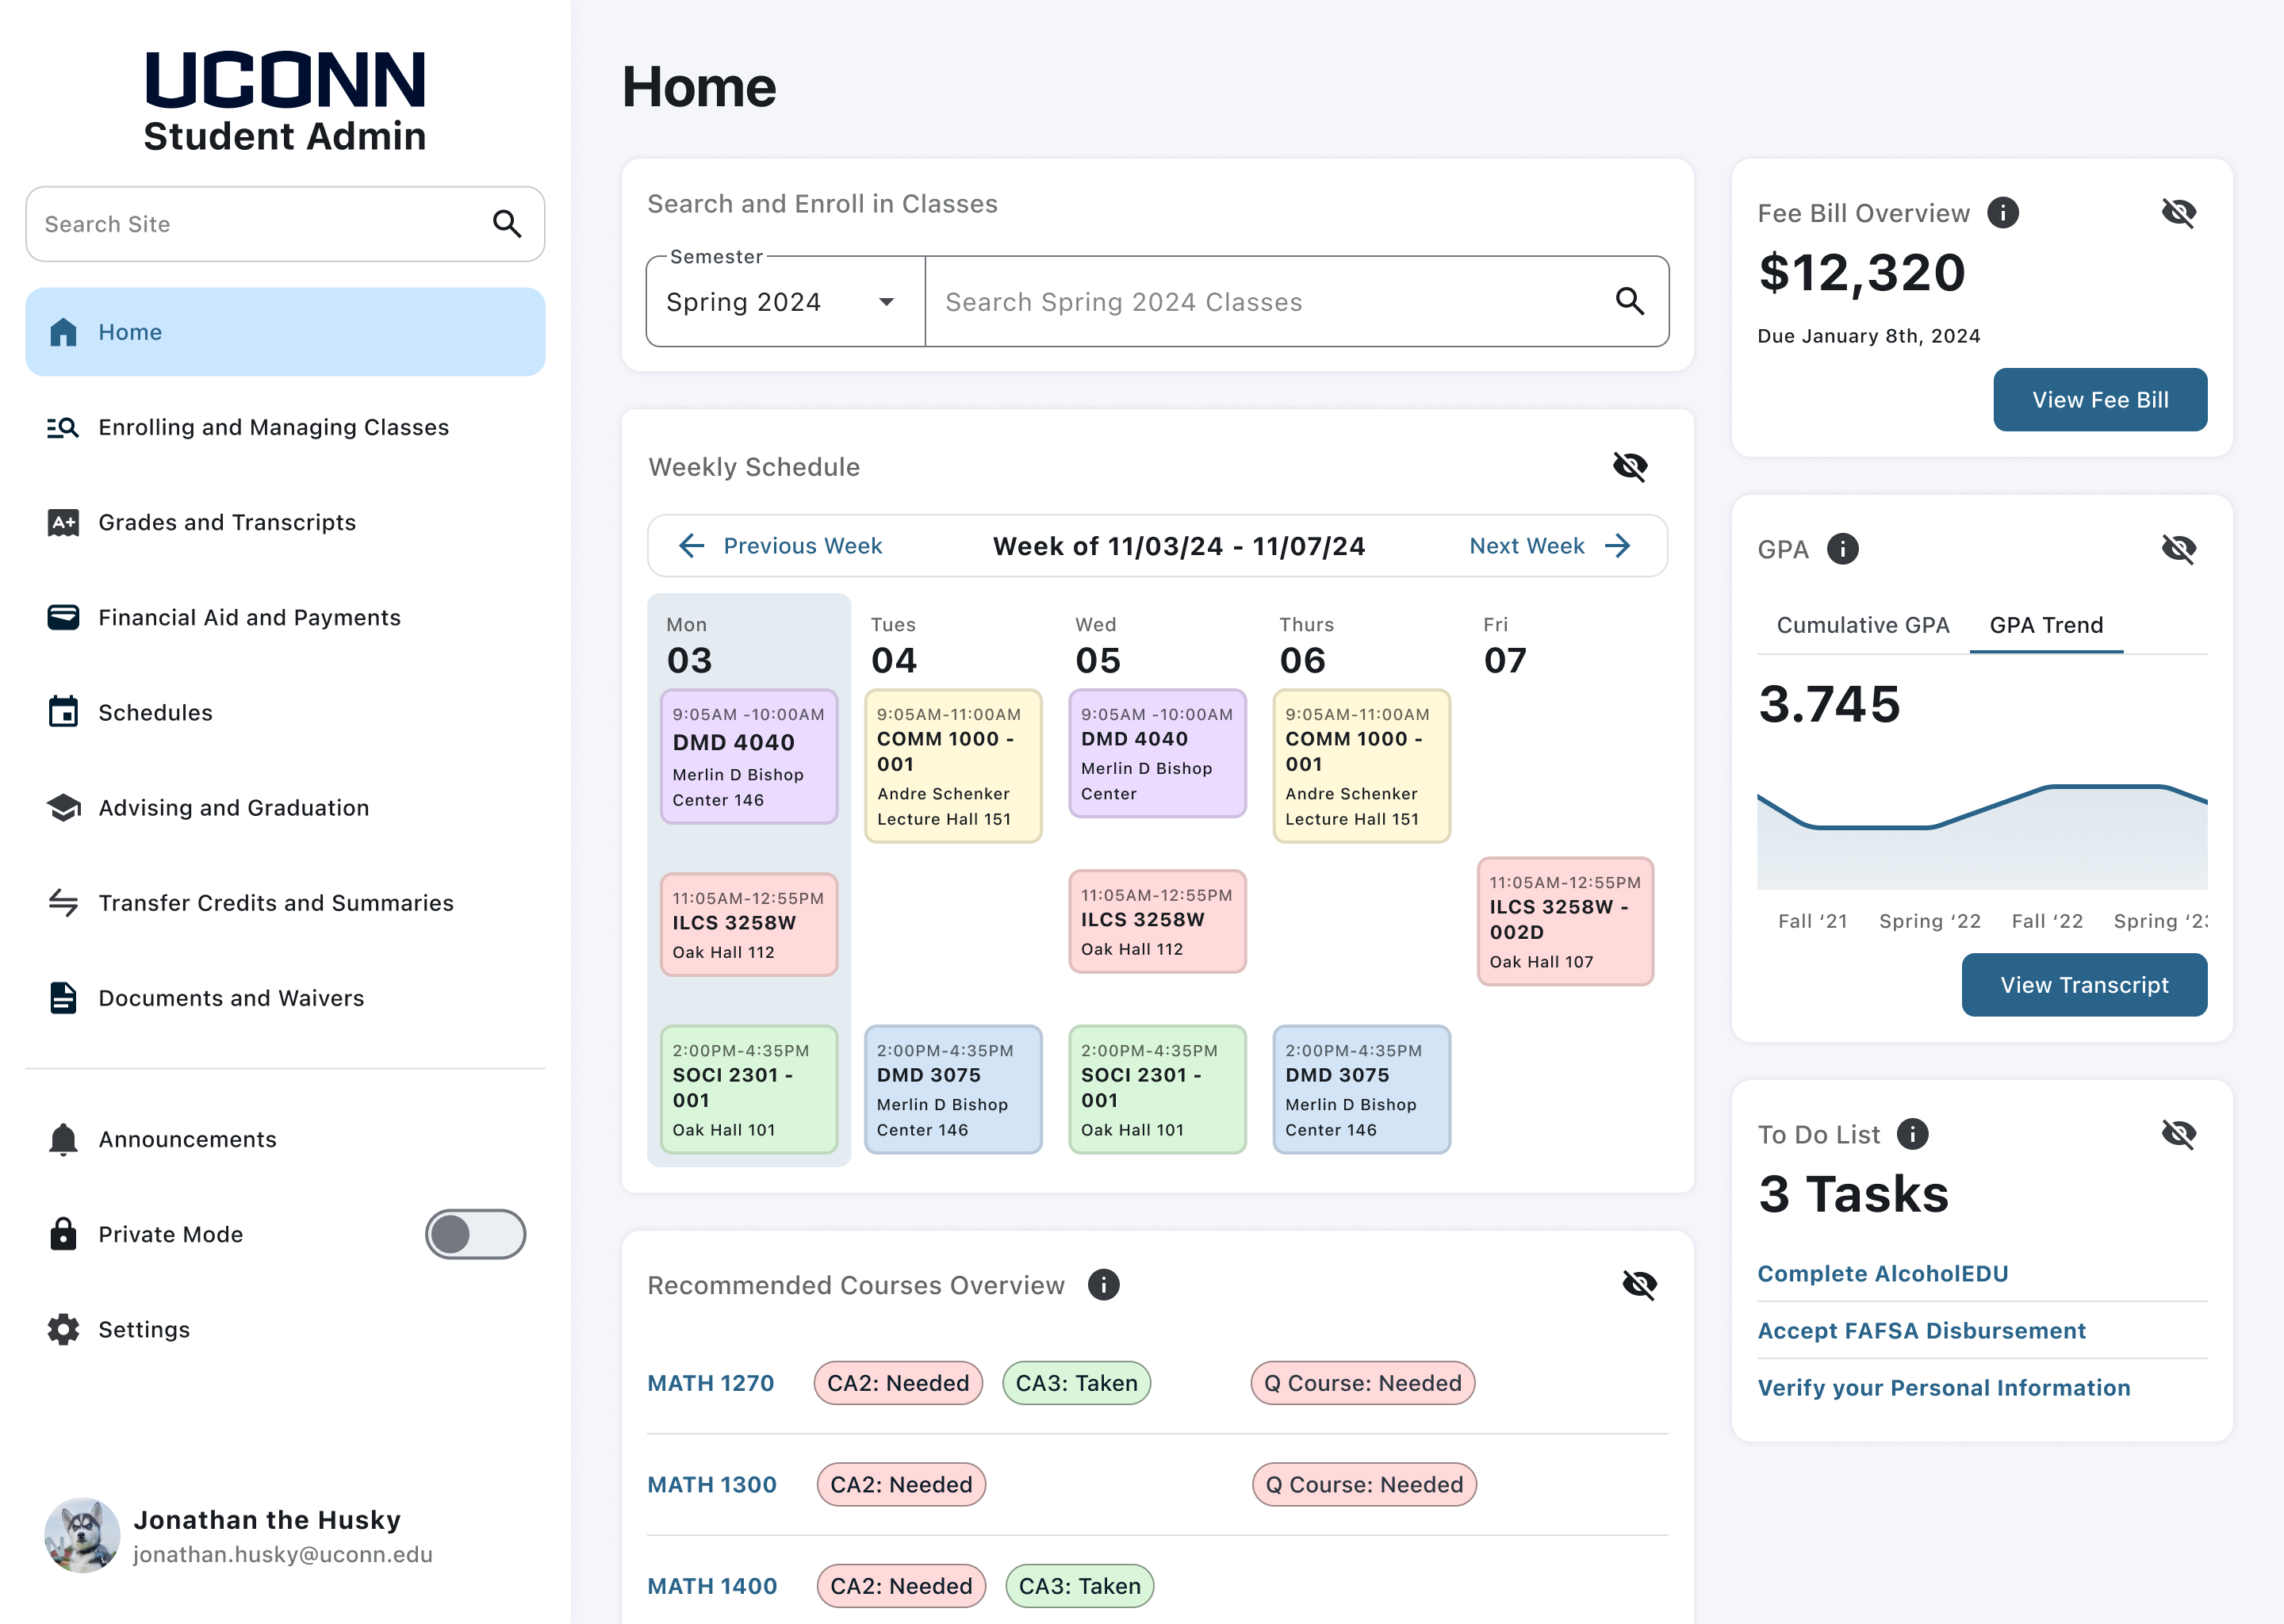 UCONN
Student Admin
Search Site
Home
Enrolling and Managing Classes
A+
Grades and Transcripts
Financial Aid and Payments
Schedules
Advising and Graduation
Transfer Credits and Summaries
Documents and Waivers
Announcements
Private Mode
Settings
Jonathan the Husky
jonathan.husky@uconn.edu
Home
Search and Enroll in Classes
Semester
Spring 2024
Search Spring 2024 Classes
Weekly Schedule
Previous Week
Week of 11/03/24 - 11/07/24
Next Week
Mon
03
9:05AM -10:00AM
DMD 4040
Merlin D Bishop
Center 146
11:05AM-12:55PM
ILCS 3258W
Oak Hall 112
2:00PM-4:35PM
SOCI 2301 -
001
Oak Hall 101
Tues
04
9:05AM-11:00AM
COMM 1000 -
001
Andre Schenker
Lecture Hall 151
2:00PM-4:35PM
DMD 3075
Merlin D Bishop
Center 146
Wed
05
9:05AM -10:00AM
DMD 4040
Merlin D Bishop
Center
11:05AM-12:55PM
ILCS 3258W
Oak Hall 112
2:00PM-4:35PM
SOCI 2301 -
001
Oak Hall 101
Thurs
06
9:05AM-11:00AM
COMM 1000 -
001
Andre Schenker
Lecture Hall 151
2:00PM-4:35PM
DMD 3075
Merlin D Bishop
Center 146
Fri
07
11:05AM-12:55PM
ILCS 3258W -
002D
Oak Hall 107
Recommended Courses Overview
MATH 1270 CA2: Needed CA3: Taken Q Course: Needed
MATH 1300 CA2: Needed Q Course: Needed
MATH 1400 CA2: Needed CA3: Taken
Fee Bill Overview
$12,320
Due January 8th, 2024
View Fee Bill
GPA
Cumulative GPA GPA Trend
3.745
Fall ‘21 Spring ‘22 Fall ‘22 Spring
View Transcript
To Do List
3 Tasks
Complete AlcoholEDU
Accept FAFSA Disbursement
Verify your Personal Information